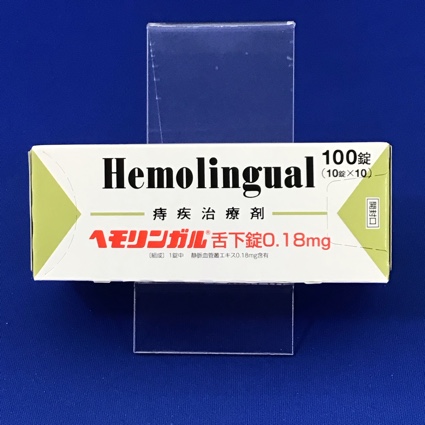 Hemolingual
100錠
(10錠×10)
痔疾治療剤
ヘモリンガル®舌下錠0.18mg
[組成] 1錠中 静脈血管叢エキス0.18mg含有
開封口